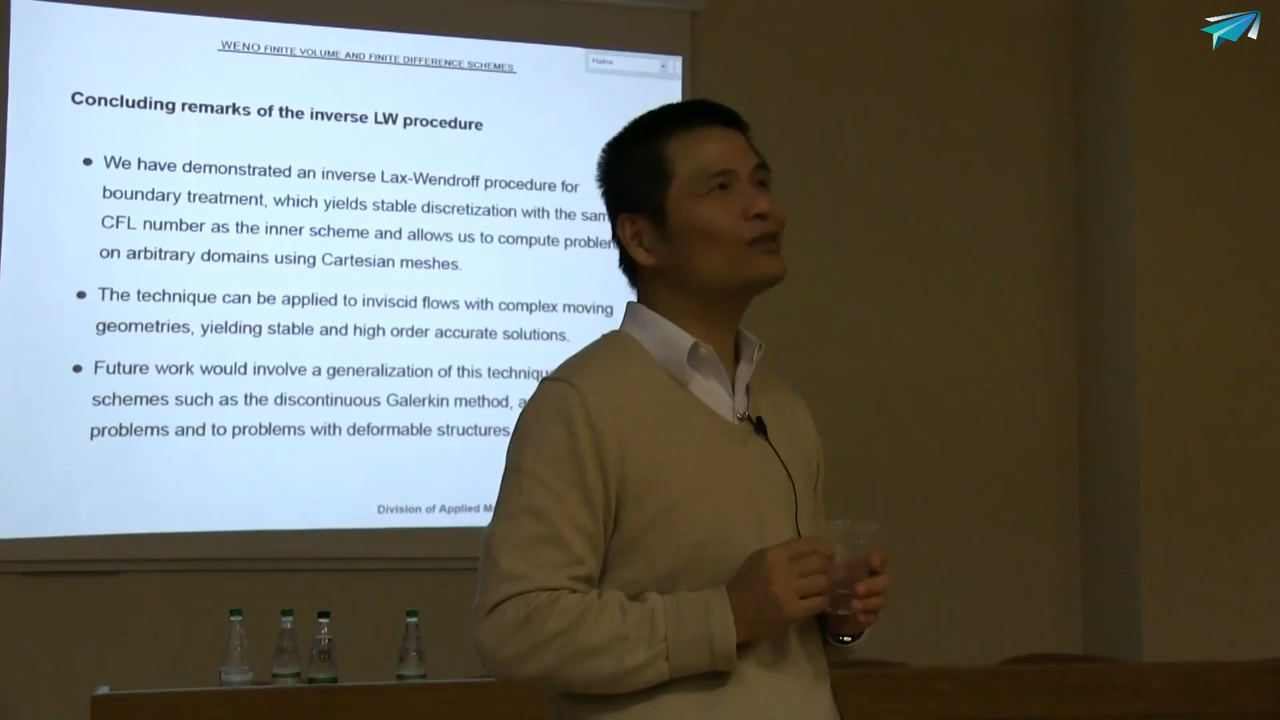 WENO FINITE VOLUME AND FINITE DIFFERENCE SCHEMES
Concluding remarks of the inverse LW procedure
● We have demonstrated an inverse Lax-Wendroff procedure for
boundary treatment, which yields stable discretization with the
CFL number as the inner scheme and allows us to compute
on arbitrary domains using Cartesian meshes.
● The technique can be applied to inviscid flows with complex moving
geometries, yielding stable and high order accurate solutions.
● Future work would involve a generalization of this
schemes such as the discontinuous Galerkin method,
problems and to problems with deformable structures
Division of Applied